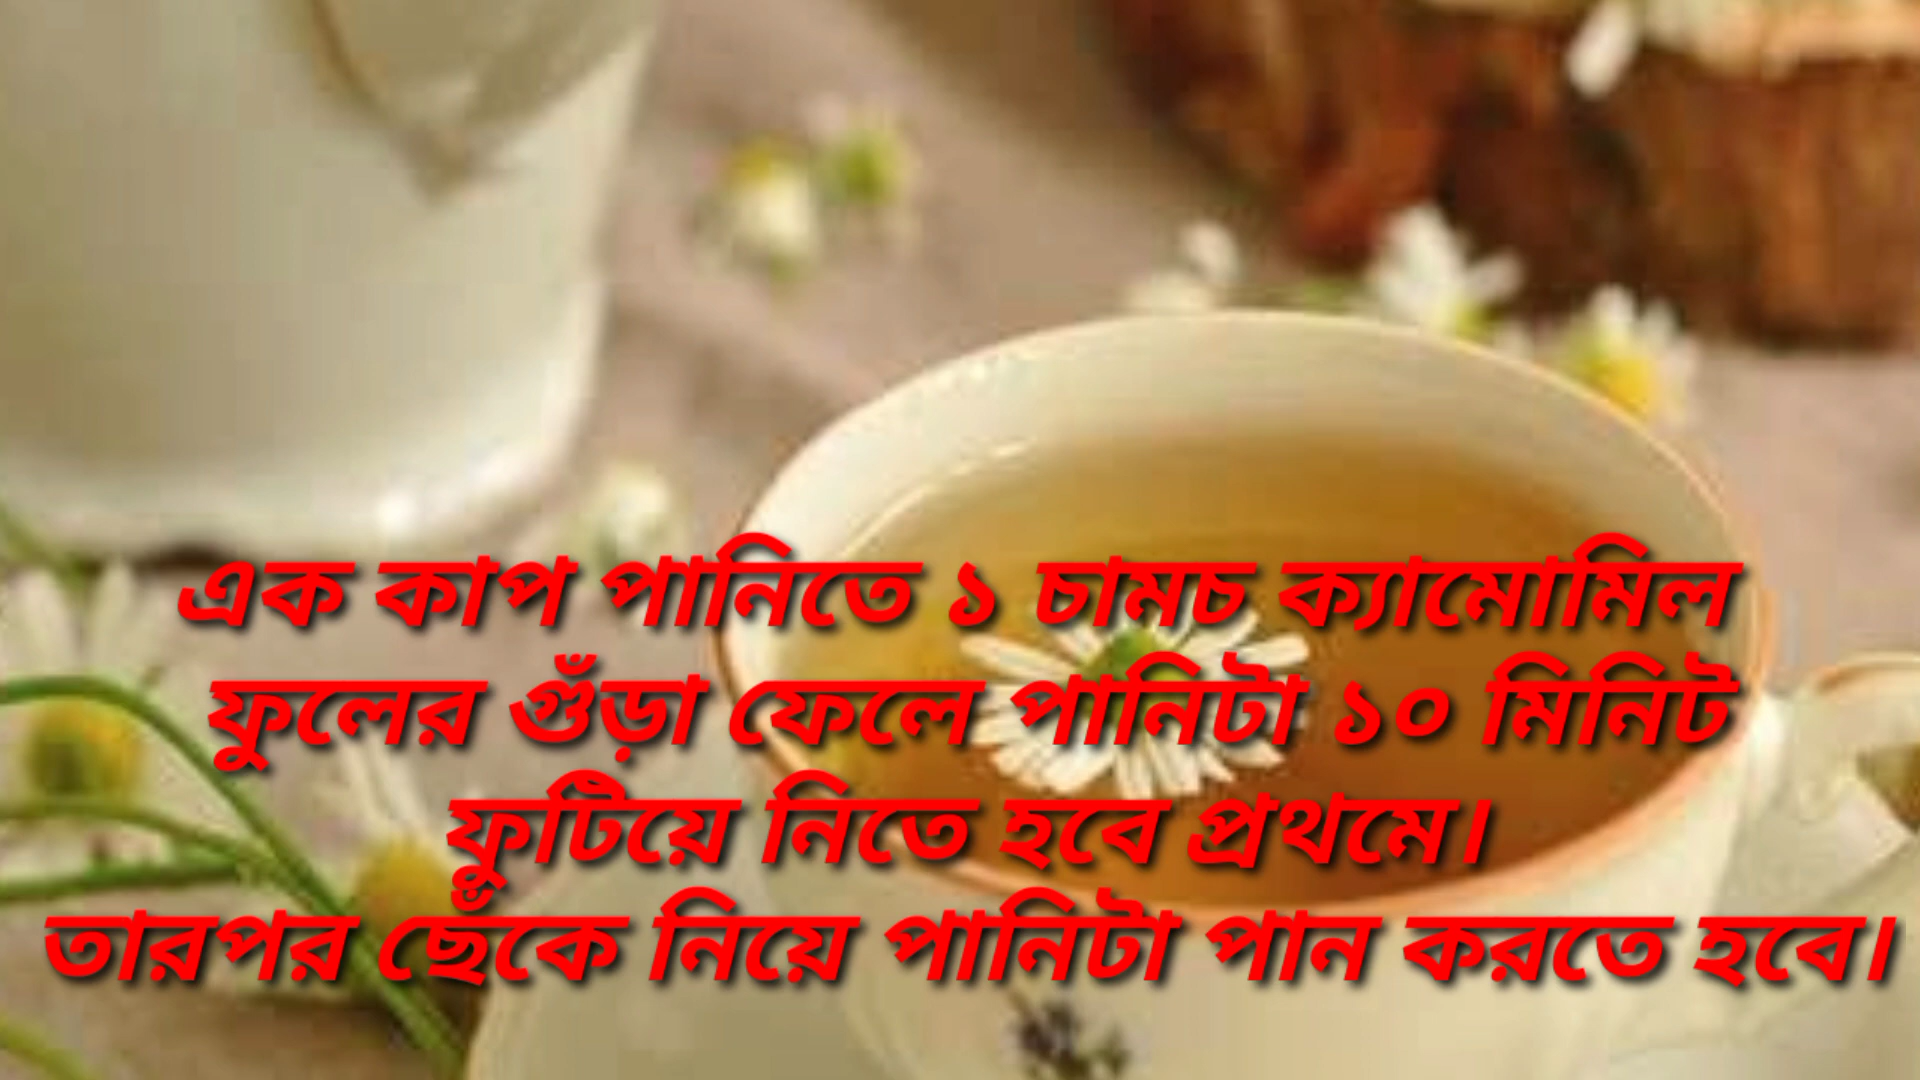 এক কাপ পানিতে ১ চামচ ক্যামোমিল
ফুলের গুঁড়া ফেলে পানিটা ১০ মিনিট
ফুটিয়ে নিতে হবে প্রথমে।
তারপর ছেঁকে নিয়ে পানিটা পান করতে হবে।